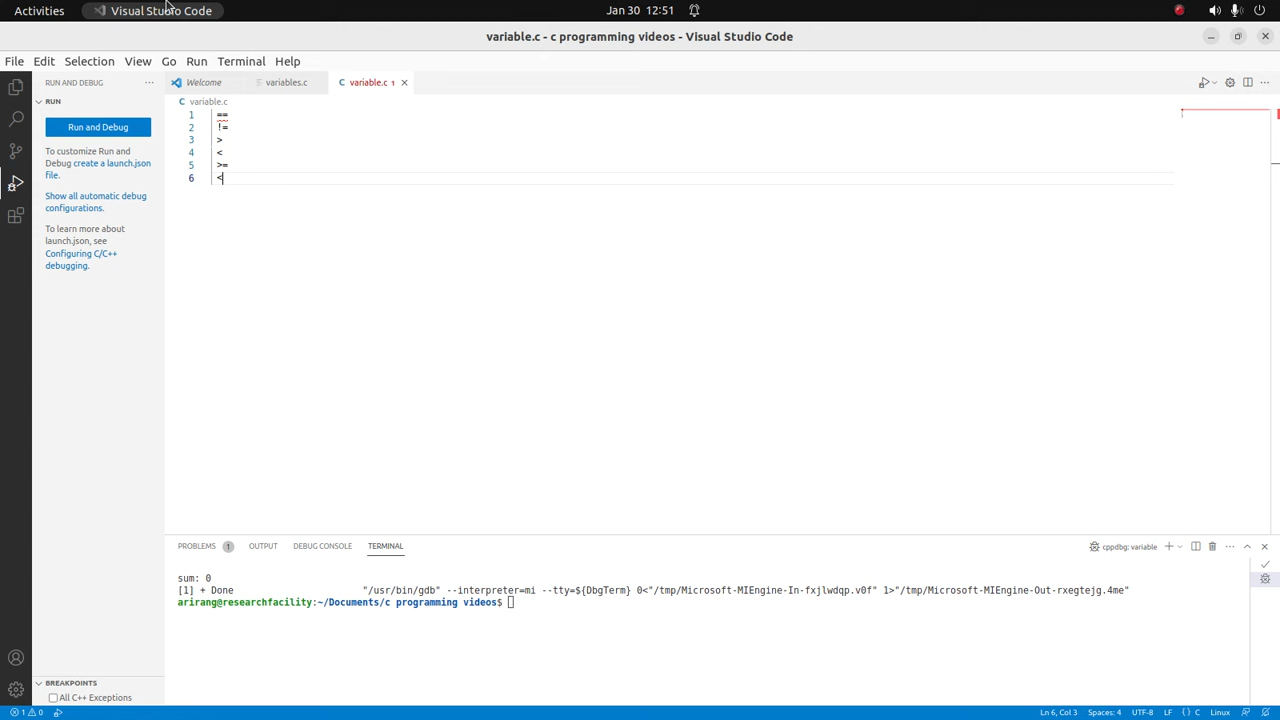 Activities Visual Studio Code Jan 30 12:51
variable.c - c programming videos - Visual Studio Code
File Edit Selection View Go Run Terminal Help
RUN AND DEBUG ··· Welcome variables.c variable.c 1
RUN
variable.c
Run and Debug
To customize Run and
Debug create a launch.json
file.
Show all automatic debug
configurations.
To learn more about
launch.json, see
Configuring C/C++
debugging.
1 ==
2 !=
3 >
4 <
5 >=
6 <
PROBLEMS 1 OUTPUT DEBUG CONSOLE TERMINAL cppdbg: variable
sum: 0
[1] + Done "/usr/bin/gdb" --interpreter=mi --tty=${DbgTerm} 0<"/tmp/Microsoft-MIEngine-In-fxjlwdqp.v0f" 1>"/tmp/Microsoft-MIEngine-Out-rxegtejg.4me"
arirang@researchfacility:~/Documents/c programming videos$
BREAKPOINTS
All C++ Exceptions
1 0 Ln 6, Col 3 Spaces: 4 UTF-8 LF {} C Linux